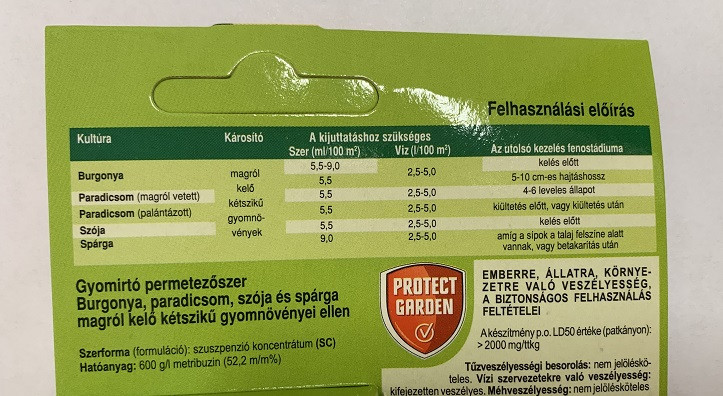 Felhasználási előírás
Kultúra Károsító A kijuttatáshoz szükséges Az utolsó kezelés fenostádiuma
Szer (ml/100 m²) Víz (l/100 m²)
Burgonya magról kelő kétszikű gyomnö-vények 5,5-9,0 2,5-5,0 kelés előtt
5,5 5-10 cm-es hajtáshossz
Paradicsom (magról vetett) 5,5 2,5-5,0 4-6 leveles állapot
Paradicsom (palántázott) 5,5 2,5-5,0 kiültetés előtt, vagy kiültetés után
Szója 5,5 2,5-5,0 kelés előtt
Spárga 9,0 2,5-5,0 amíg a sípok a talaj felszíne alatt
vannak, vagy betakarítás után
Gyomirtó permetezőszer
Burgonya, paradicsom, szója és spárga
magról kelő kétszikű gyomnövényei ellen
Szerforma (formuláció): szuszpenzió koncentrátum (SC)
Hatóanyag: 600 g/l metribuzin (52,2 m/m%)
PROTECT
GARDEN
EMBERRE, ÁLLATRA, KÖRNYE-
ZETRE VALÓ VESZÉLYESSÉG,
A BIZTONSÁGOS FELHASZNÁLÁS
FELTÉTELEI
A készítmény p.o. LD50 értéke (patkányon):
> 2000 mg/ttkg
Tűzveszélyességi besorolás: nem jelöléskö-
teles. Vízi szervezetekre való veszélyesség:
kifejezetten veszélyes. Méhveszélyesség: nem jelölésköteles